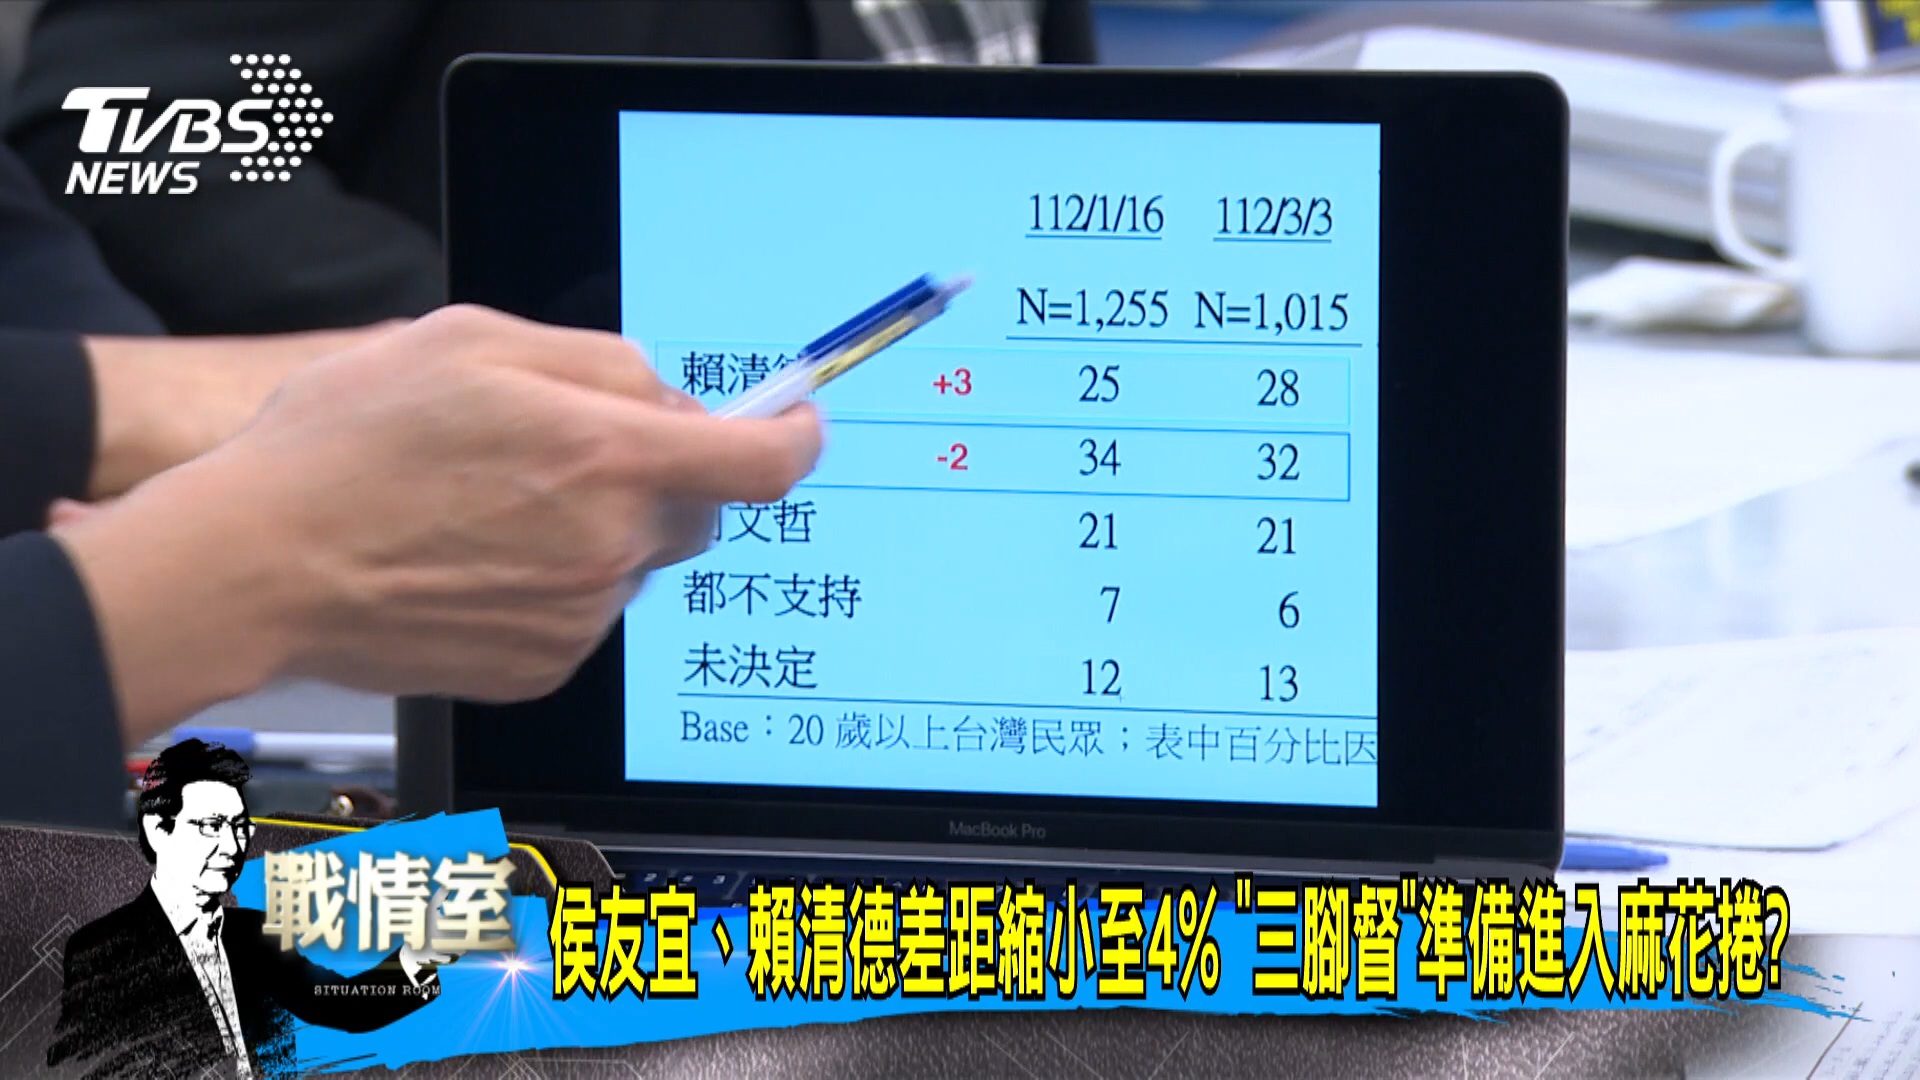 TVBS
NEWS
112/1/16 112/3/3
N=1,255 N=1,015
賴清 +3 25 28
-2 34 32
文哲 21 21
都不支持 7 6
未決定 12 13
Base：20 歲以上台灣民眾；表中百分比因
MacBook Pro
戰情室
SITUATION ROOM
侯友宜、賴清德差距縮小至4% "三腳督"準備進入麻花捲?